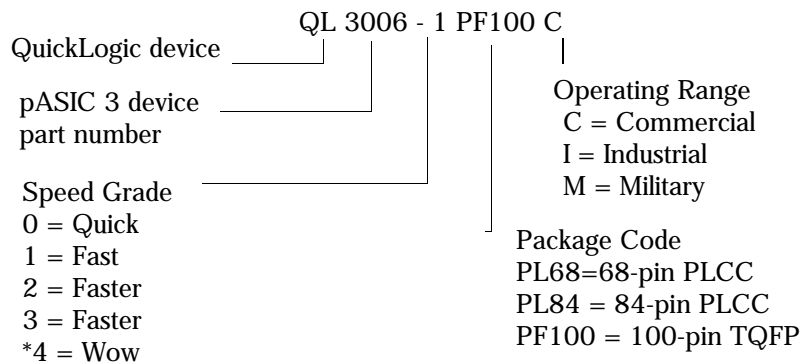 QL 3006 - 1 PF100 C
QuickLogic device
pASIC 3 device
part number
Speed Grade
0 = Quick
1 = Fast
2 = Faster
3 = Faster
*4 = Wow
Operating Range
C = Commercial
I = Industrial
M = Military
Package Code
PL68=68-pin PLCC
PL84 = 84-pin PLCC
PF100 = 100-pin TQFP